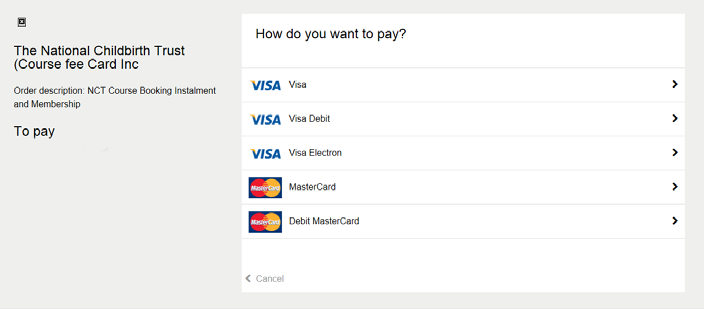 The National Childbirth Trust
(Course fee Card Inc
Order description: NCT Course Booking Instalment
and Membership
To pay
How do you want to pay?
VISA Visa
VISA Visa Debit
VISA Visa Electron
MasterCard MasterCard
MasterCard Debit MasterCard
Cancel